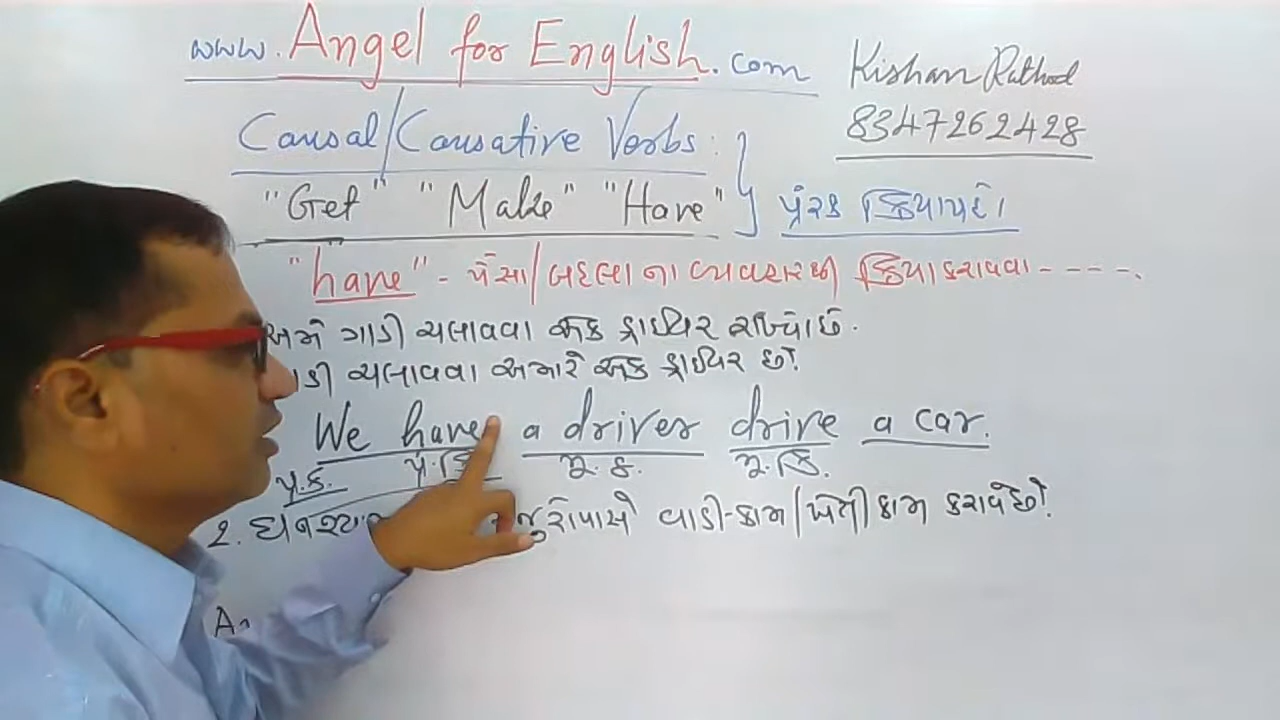 www.Angel for English.com
Kishan Rathod
8347262428
Causal/Causative Verbs:
"Get" "Make" "Have" } પ્રેરક ક્રિયાપદો
"have" - પૈસા/બદલાના વ્યવહારથી ક્રિયા કરાવવા ----.
અમે ગાડી ચલાવવા એક ડ્રાઈવર રાખ્યો છે.
ગાડી ચલાવવા અમારે એક ડ્રાઈવર છે.
We have a driver drive a car.
પ્ર.ક. પ્ર.ક્રિ મૂ.ક. મૂ.ક્રિ.
2. ઘનશ્યા પાસે વાડી-કામ/ખેતી કામ કરાવે છે.